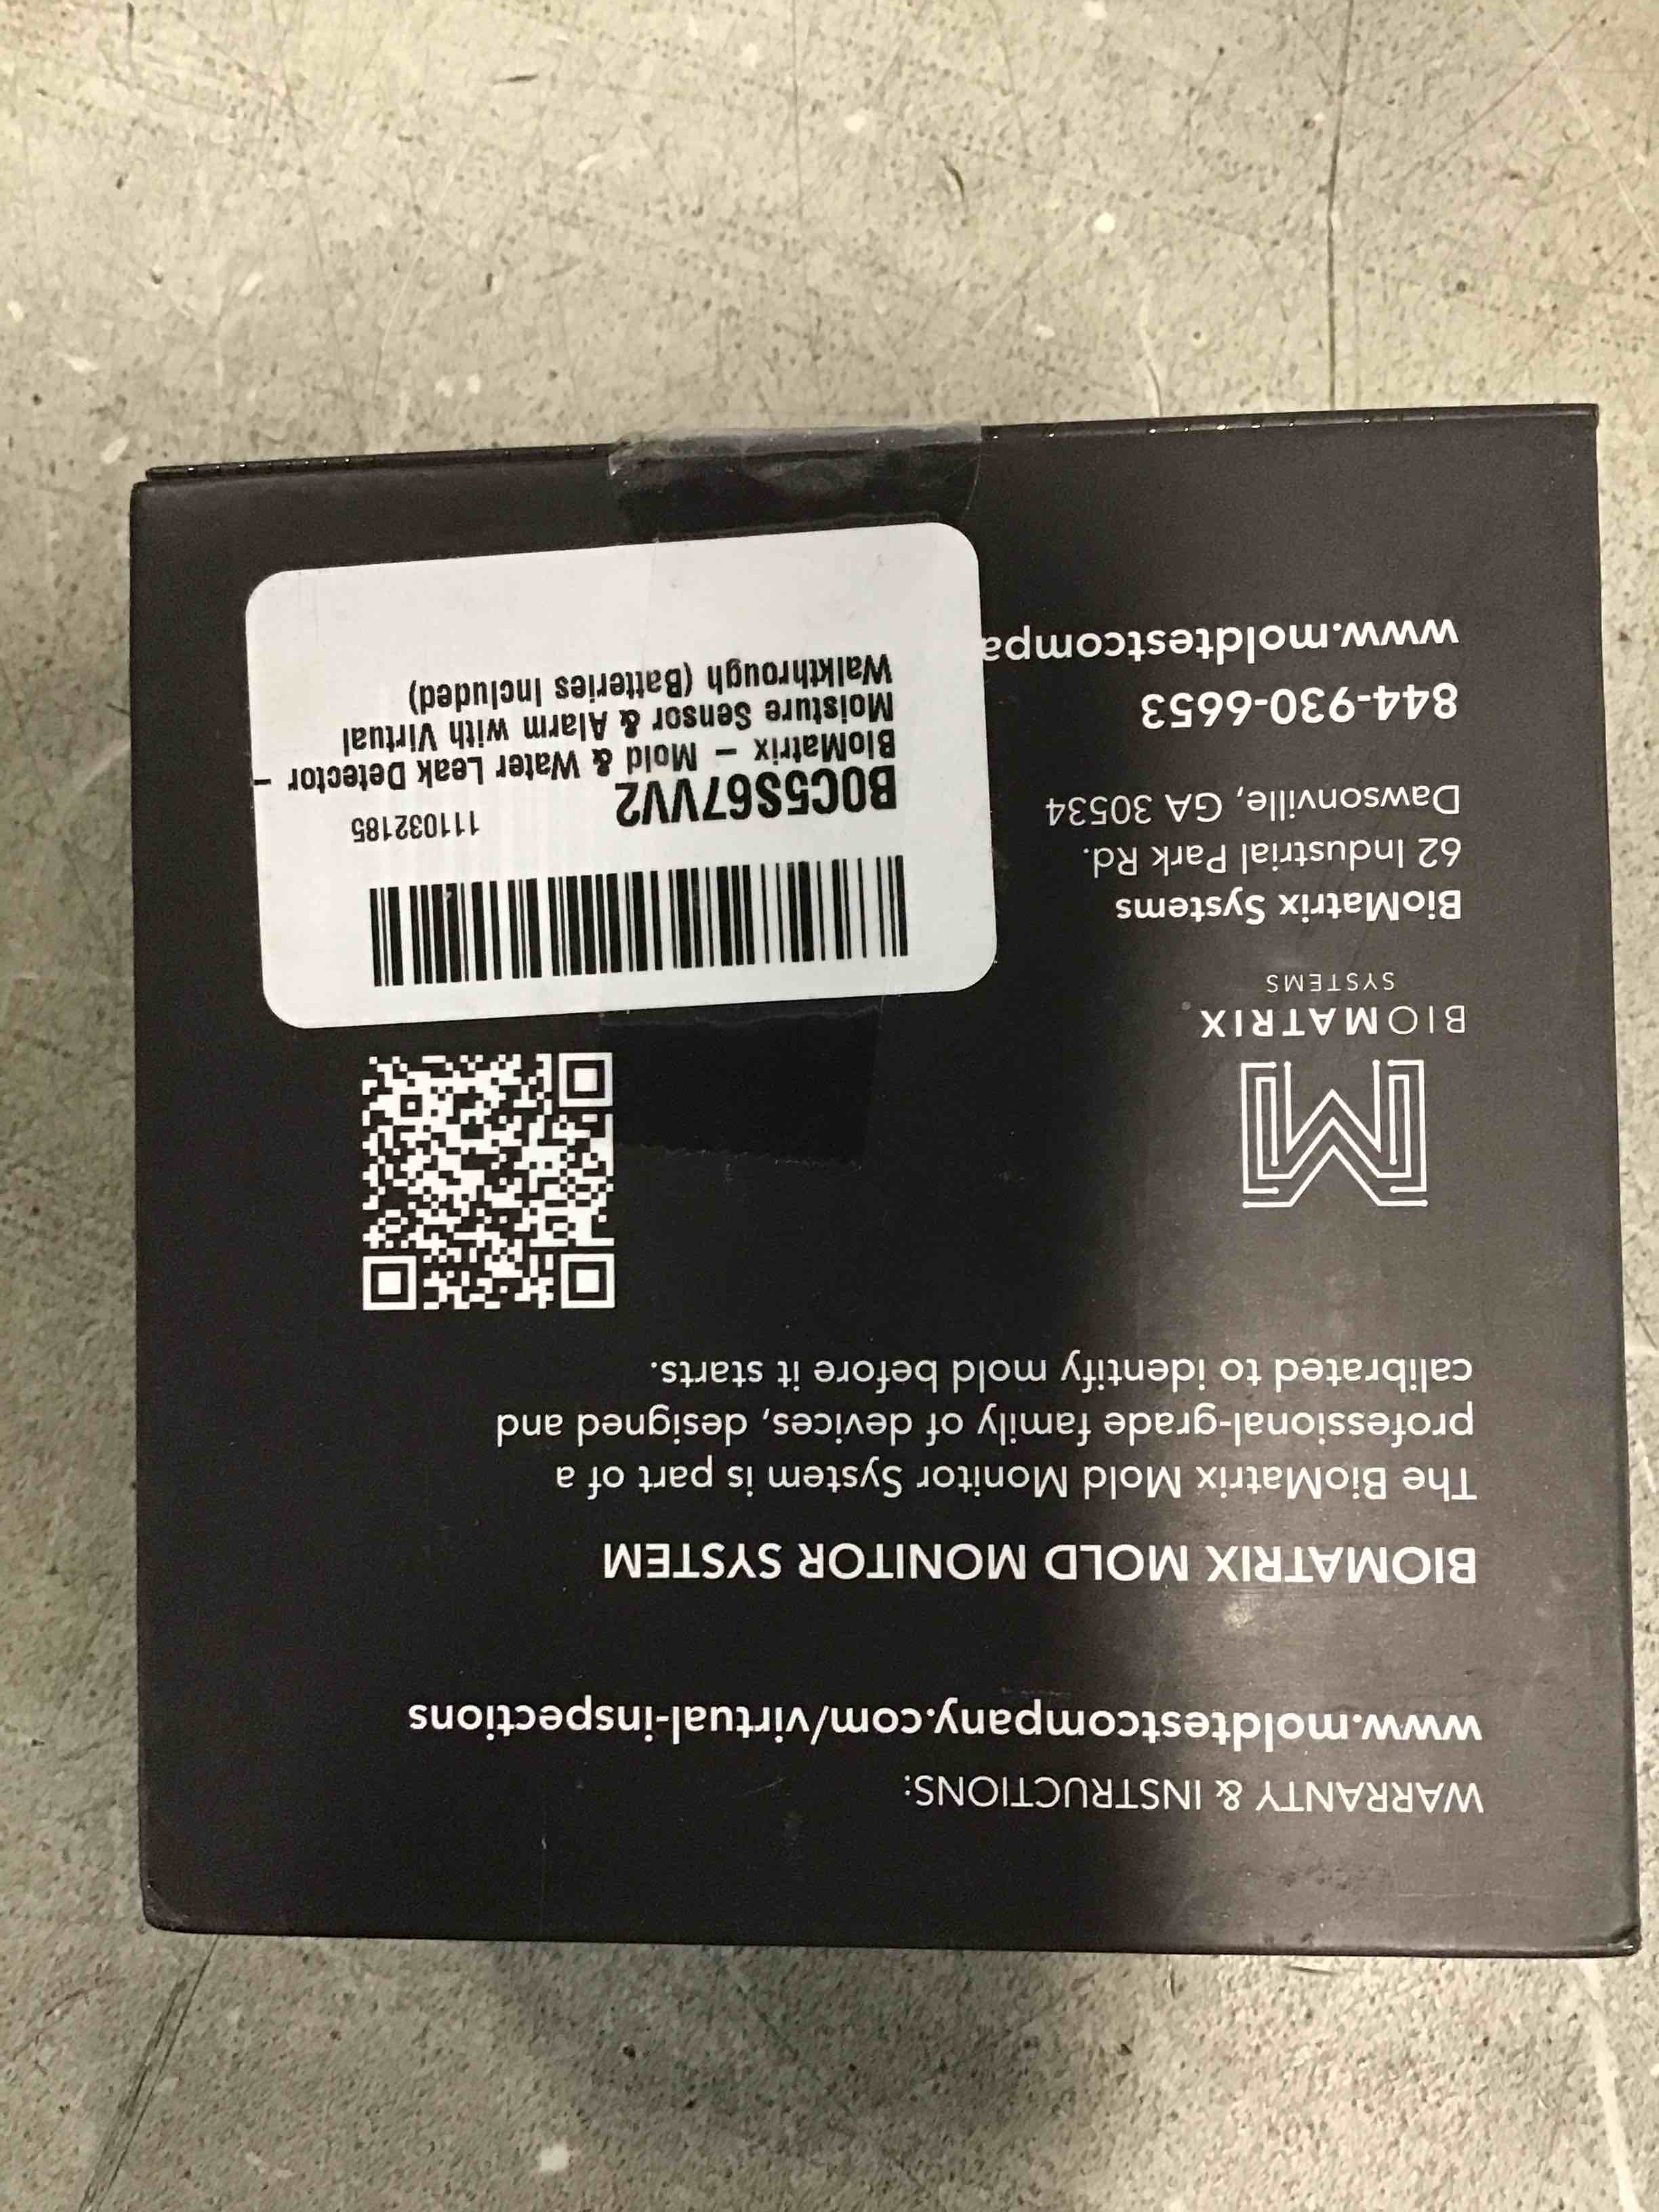 WARRANTY & INSTRUCTIONS:
www.moldtestcompany.com/virtual-inspections
BIOMATRIX MOLD MONITOR SYSTEM
The BioMatrix Mold Monitor System is part of a
professional-grade family of devices, designed and
calibrated to identify mold before it starts.
BIOMATRIX
SYSTEMS
BioMatrix Systems
62 Industrial Park Rd.
Dawsonville, GA 30534
844-930-6653
www.moldtestcompa
B0C5S67VV2
111032185
BioMatrix – Mold & Water Leak Detector –
Moisture Sensor & Alarm with Virtual
Walkthrough (Batteries Included)